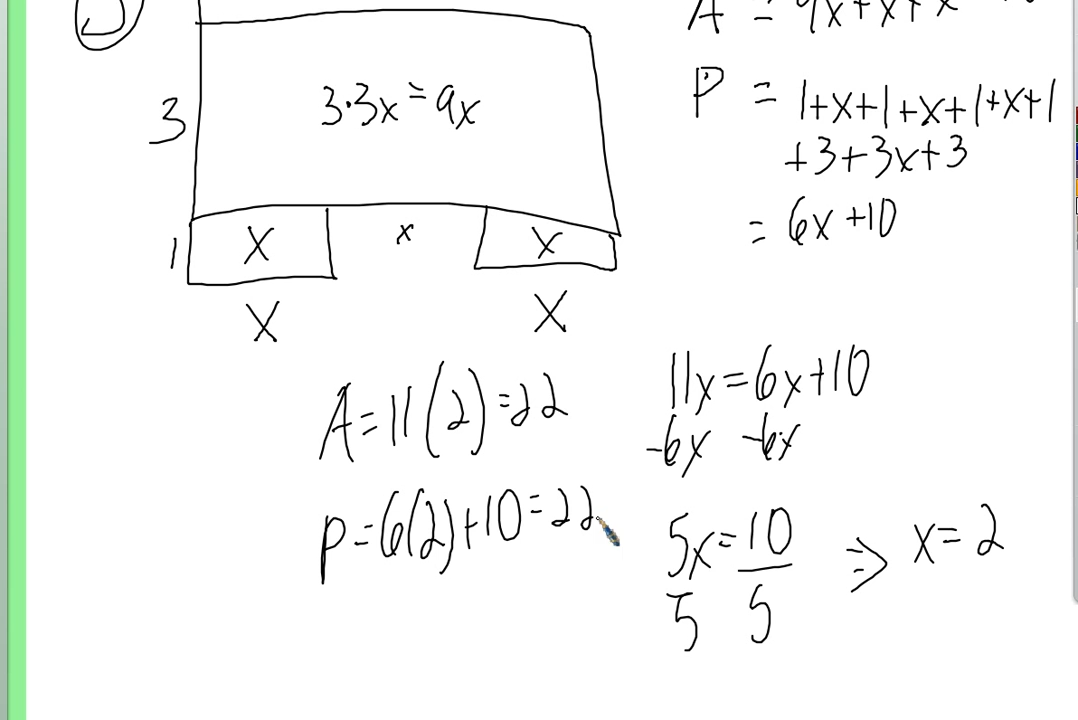 A = 9x+x+x
3
3·3x=9x
P = 1+x+1+x+1+x+1
+3+3x+3
= 6x+10
1
x
x
x
x
x
A=11(2)=22
P=6(2)+10=22
11x=6x+10
-6x -6x
5x=10
5 5
⇒ x=2